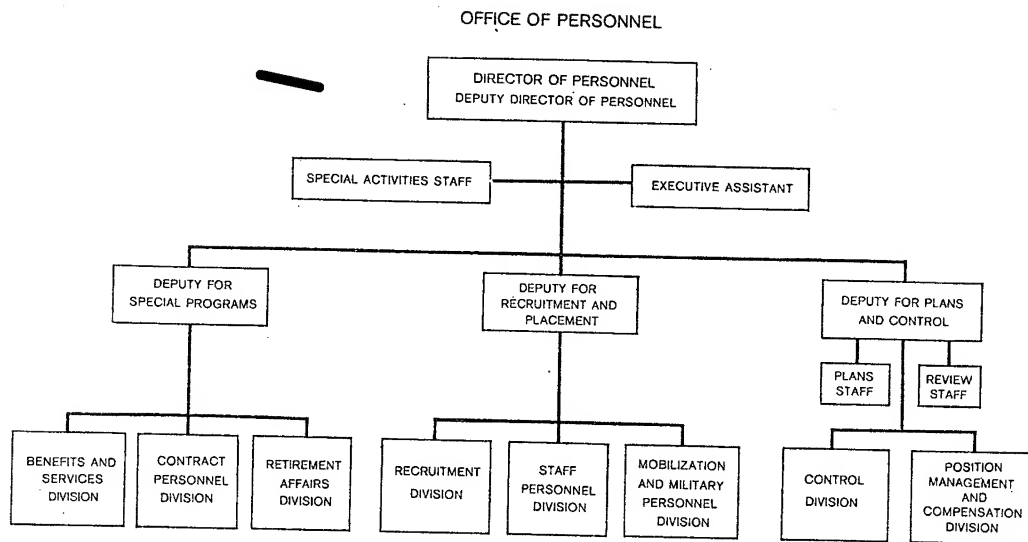 OFFICE OF PERSONNEL
DIRECTOR OF PERSONNEL
DEPUTY DIRECTOR OF PERSONNEL
SPECIAL ACTIVITIES STAFF
EXECUTIVE ASSISTANT
DEPUTY FOR
SPECIAL PROGRAMS
DEPUTY FOR
RECRUITMENT AND
PLACEMENT
DEPUTY FOR PLANS
AND CONTROL
PLANS
STAFF
REVIEW
STAFF
BENEFITS AND
SERVICES
DIVISION
CONTRACT
PERSONNEL
DIVISION
RETIREMENT
AFFAIRS
DIVISION
RECRUITMENT
DIVISION
STAFF
PERSONNEL
DIVISION
MOBILIZATION
AND MILITARY
PERSONNEL
DIVISION
CONTROL
DIVISION
POSITION
MANAGEMENT
AND
COMPENSATION
DIVISION